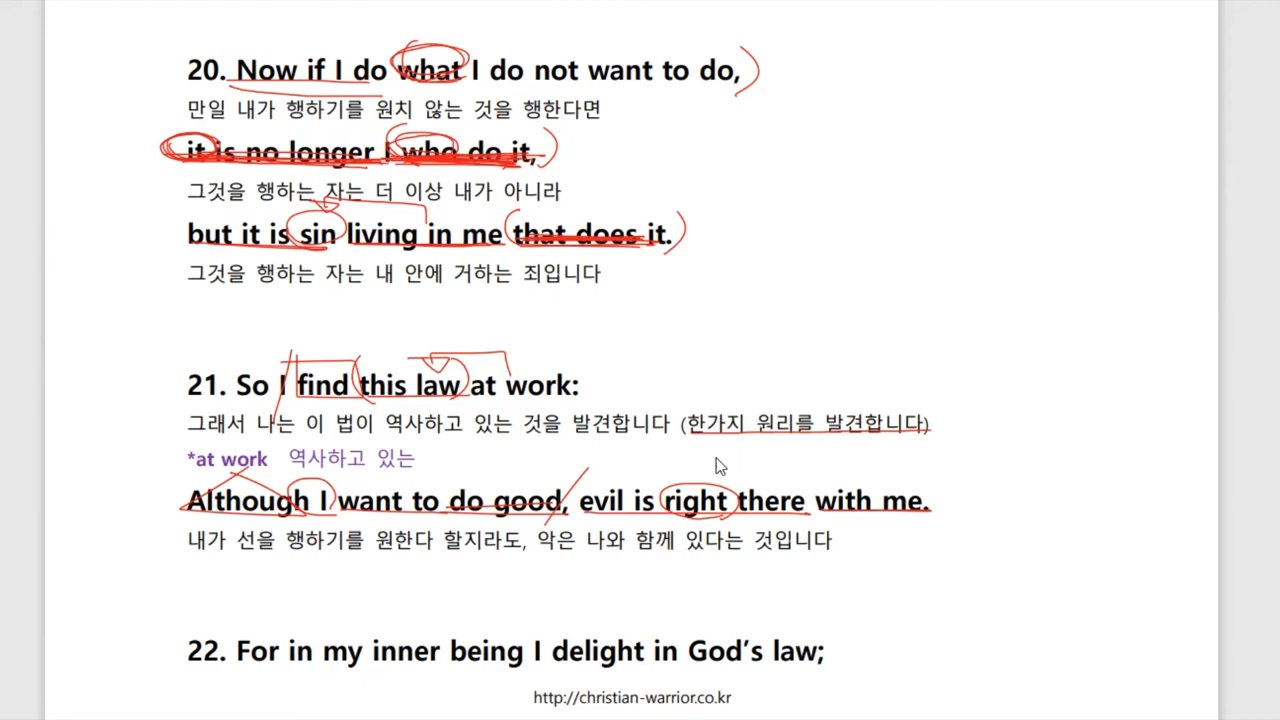 20. Now if I do what I do not want to do,
만일 내가 행하기를 원치 않는 것을 행한다면
it is no longer I who do it,
그것을 행하는 자는 더 이상 내가 아니라
but it is sin living in me that does it.
그것을 행하는 자는 내 안에 거하는 죄입니다
21. So I find this law at work:
그래서 나는 이 법이 역사하고 있는 것을 발견합니다 (한가지 원리를 발견합니다)
*at work 역사하고 있는
Although I want to do good, evil is right there with me.
내가 선을 행하기를 원한다 할지라도, 악은 나와 함께 있다는 것입니다
22. For in my inner being I delight in God's law;
http://christian-warrior.co.kr